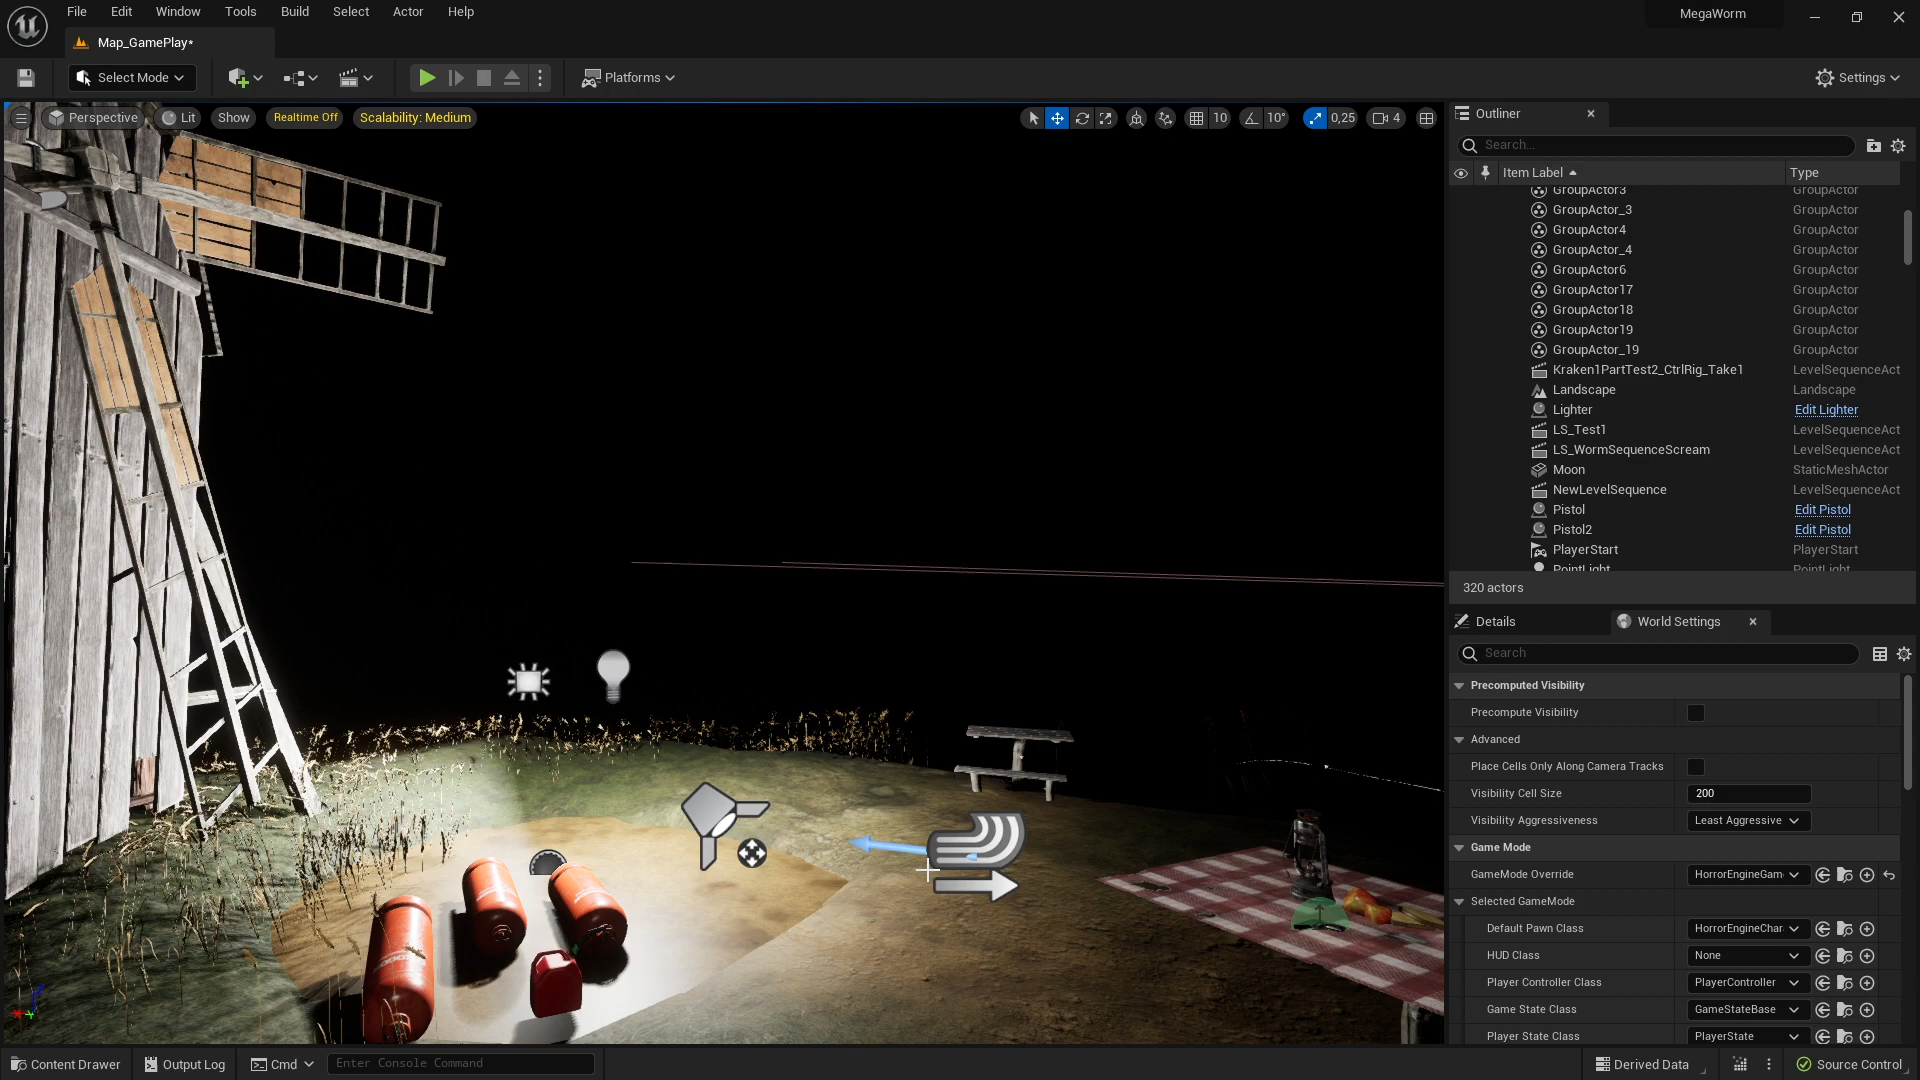 File Edit Window Tools Build Select Actor Help
MegaWorm
Map_GamePlay*
Select Mode
Platforms
Settings
Perspective Lit Show Realtime Off Scalability: Medium
10 10° 0,25 4
Outliner
Search...
Item Label Type
GroupActor3 GroupActor
GroupActor_3 GroupActor
GroupActor4 GroupActor
GroupActor_4 GroupActor
GroupActor6 GroupActor
GroupActor17 GroupActor
GroupActor18 GroupActor
GroupActor19 GroupActor
GroupActor_19 GroupActor
Kraken1PartTest2_CtrlRig_Take1 LevelSequenceAct
Landscape Landscape
Lighter Edit Lighter
LS_Test1 LevelSequenceAct
LS_WormSequenceScream LevelSequenceAct
Moon StaticMeshActor
NewLevelSequence LevelSequenceAct
Pistol Edit Pistol
Pistol2 Edit Pistol
PlayerStart PlayerStart
PointLight PointLight
320 actors
Details World Settings
Search
Precomputed Visibility
Precompute Visibility
Advanced
Place Cells Only Along Camera Tracks
Visibility Cell Size 200
Visibility Aggressiveness Least Aggressive
Game Mode
GameMode Override HorrorEngineGam
Selected GameMode
Default Pawn Class HorrorEngineChar
HUD Class None
Player Controller Class PlayerController
Game State Class GameStateBase
Player State Class PlayerState
Content Drawer Output Log Cmd Enter Console Command
Derived Data Source Control